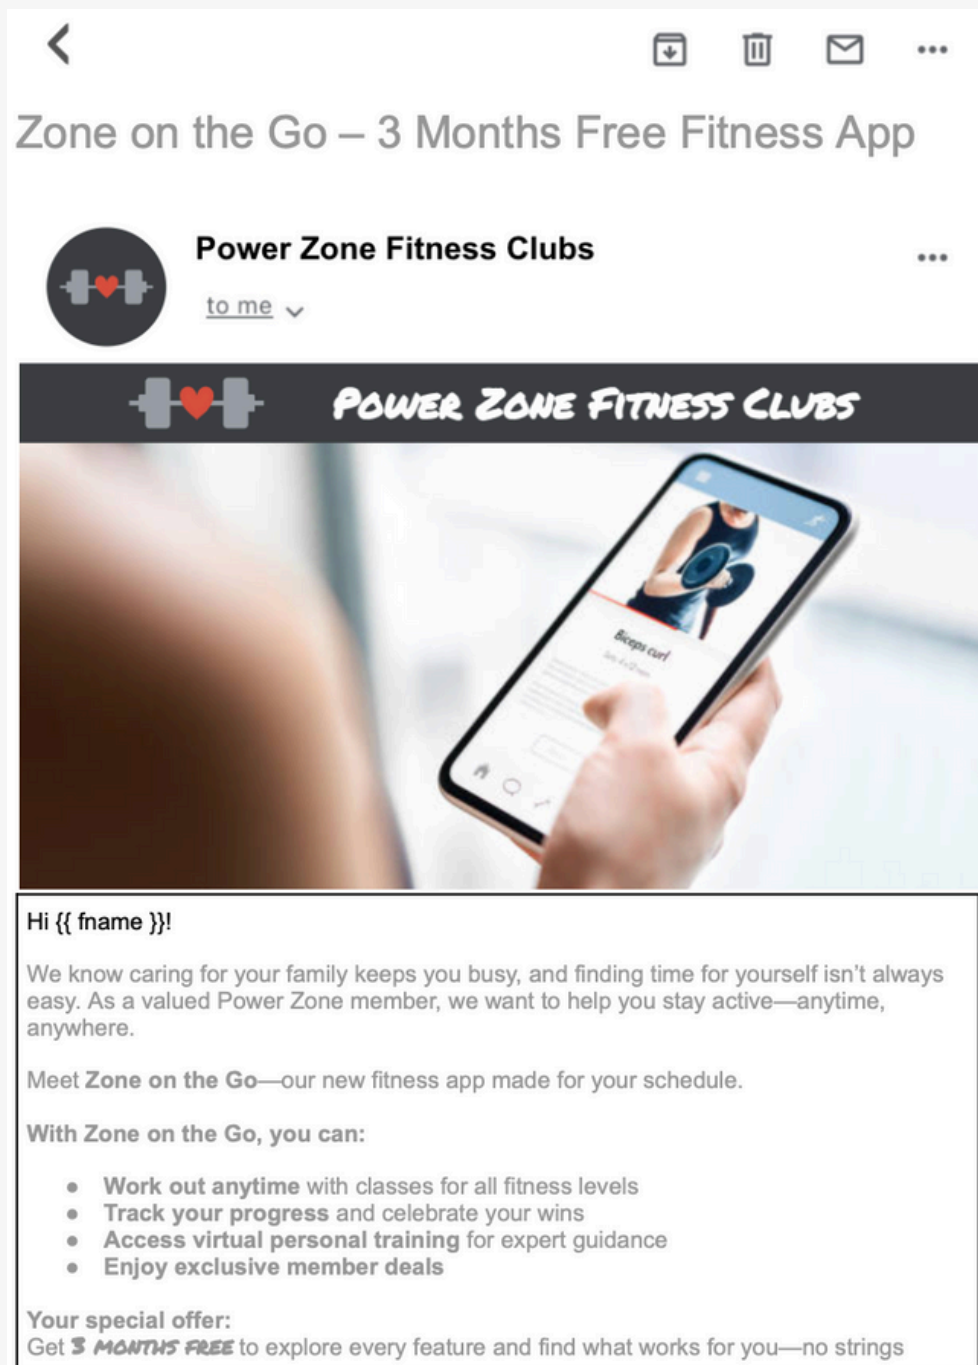 Zone on the Go – 3 Months Free Fitness App
Power Zone Fitness Clubs
to me
POWER ZONE FITNESS CLUBS
Biceps curl
Hi {{ fname }}!
We know caring for your family keeps you busy, and finding time for yourself isn’t always
easy. As a valued Power Zone member, we want to help you stay active—anytime,
anywhere.
Meet Zone on the Go—our new fitness app made for your schedule.
With Zone on the Go, you can:
● Work out anytime with classes for all fitness levels
● Track your progress and celebrate your wins
● Access virtual personal training for expert guidance
● Enjoy exclusive member deals
Your special offer:
Get 3 MONTHS FREE to explore every feature and find what works for you—no strings